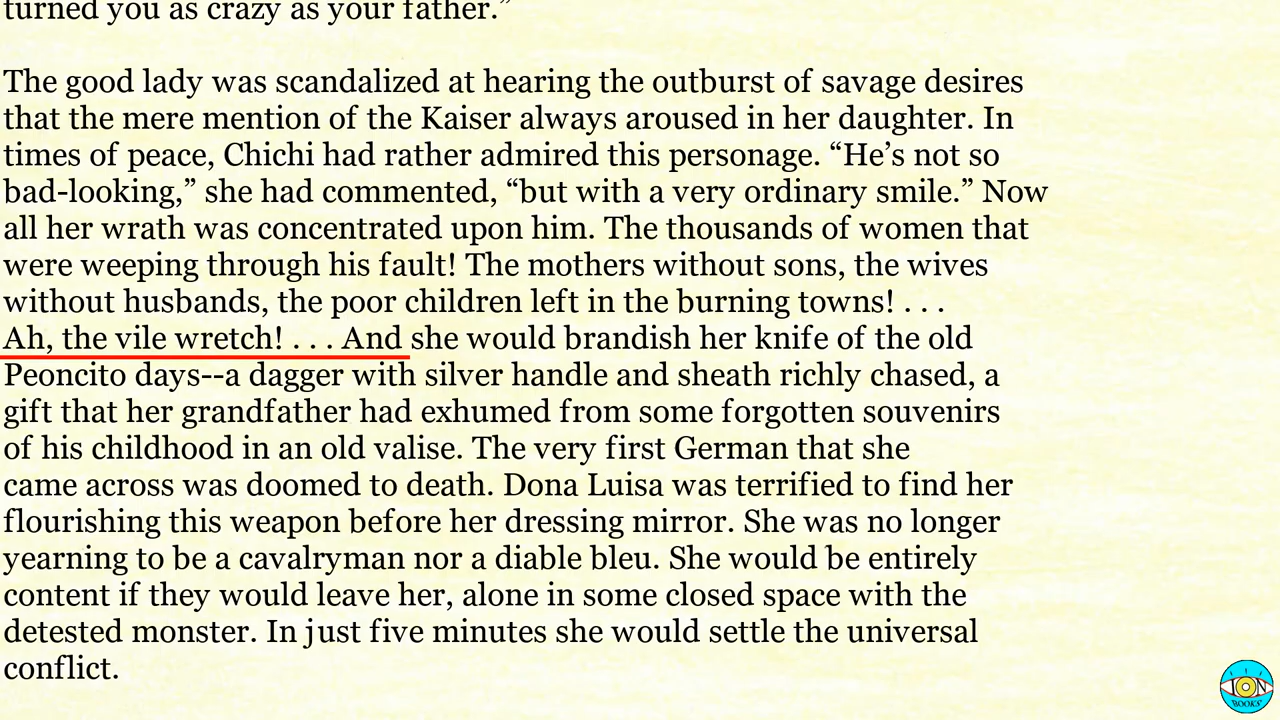 turned you as crazy as your father.”
The good lady was scandalized at hearing the outburst of savage desires
that the mere mention of the Kaiser always aroused in her daughter. In
times of peace, Chichi had rather admired this personage. “He’s not so
bad-looking,” she had commented, “but with a very ordinary smile.” Now
all her wrath was concentrated upon him. The thousands of women that
were weeping through his fault! The mothers without sons, the wives
without husbands, the poor children left in the burning towns! . . .
Ah, the vile wretch! . . . And she would brandish her knife of the old
Peoncito days--a dagger with silver handle and sheath richly chased, a
gift that her grandfather had exhumed from some forgotten souvenirs
of his childhood in an old valise. The very first German that she
came across was doomed to death. Dona Luisa was terrified to find her
flourishing this weapon before her dressing mirror. She was no longer
yearning to be a cavalryman nor a diable bleu. She would be entirely
content if they would leave her, alone in some closed space with the
detested monster. In just five minutes she would settle the universal
conflict.
ION
BOOKS